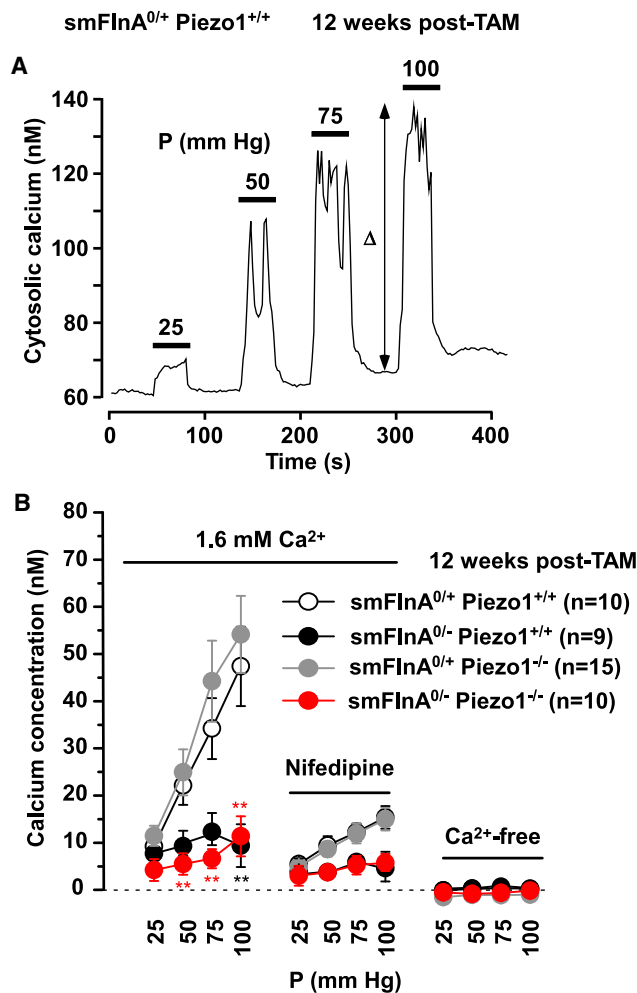 smFlnA0/+ Piezo1+/+ 12 weeks post-TAM
A
140
120
100
80
60
Cytosolic calcium (nM)
P (mm Hg)
25
50
75
100
Δ
0
100
200
300
400
Time (s)
B
80
70
60
50
40
30
20
10
0
Calcium concentration (nM)
1.6 mM Ca2+
12 weeks post-TAM
smFlnA0/+ Piezo1+/+ (n=10)
smFlnA0/- Piezo1+/+ (n=9)
smFlnA0/+ Piezo1-/- (n=15)
smFlnA0/- Piezo1-/- (n=10)
Nifedipine
Ca2+-free
**
** ** **
25 50 75 100 25 50 75 100 25 50 75 100
P (mm Hg)